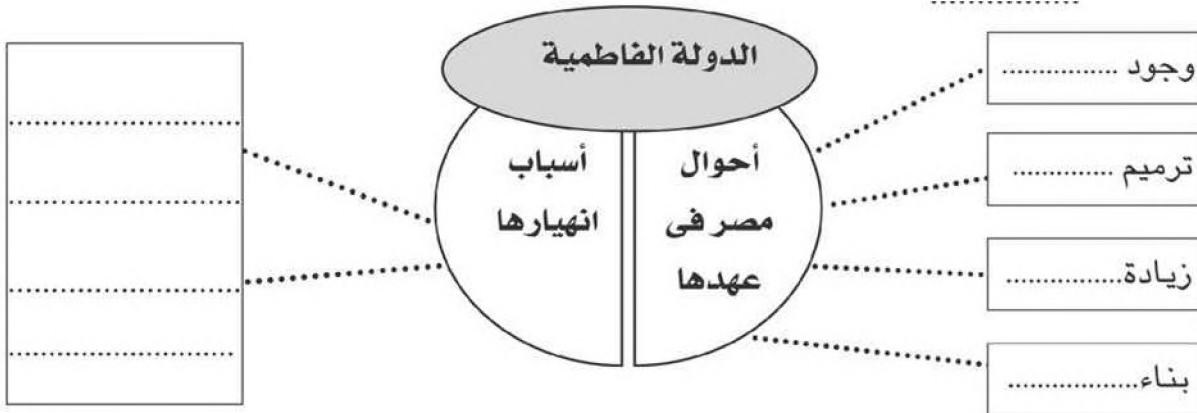 الدولة الفاطمية
أحوال
مصر فى
عهدها
أسباب
انهيارها
وجود ................
ترميم ..............
زيادة.................
بناء..................